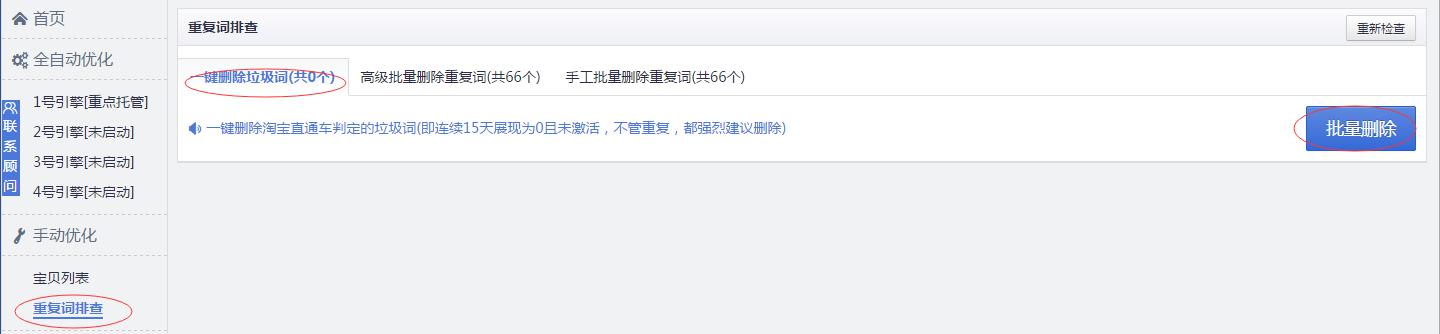 首页
全自动优化
1号引擎[重点托管]
2号引擎[未启动]
3号引擎[未启动]
4号引擎[未启动]
联系顾问
手动优化
宝贝列表
重复词排查
重复词排查
重新检查
一键删除垃圾词(共0个) 高级批量删除重复词(共66个) 手工批量删除重复词(共66个)
一键删除淘宝直通车判定的垃圾词(即连续15天展现为0且未激活，不管重复，都强烈建议删除)
批量删除